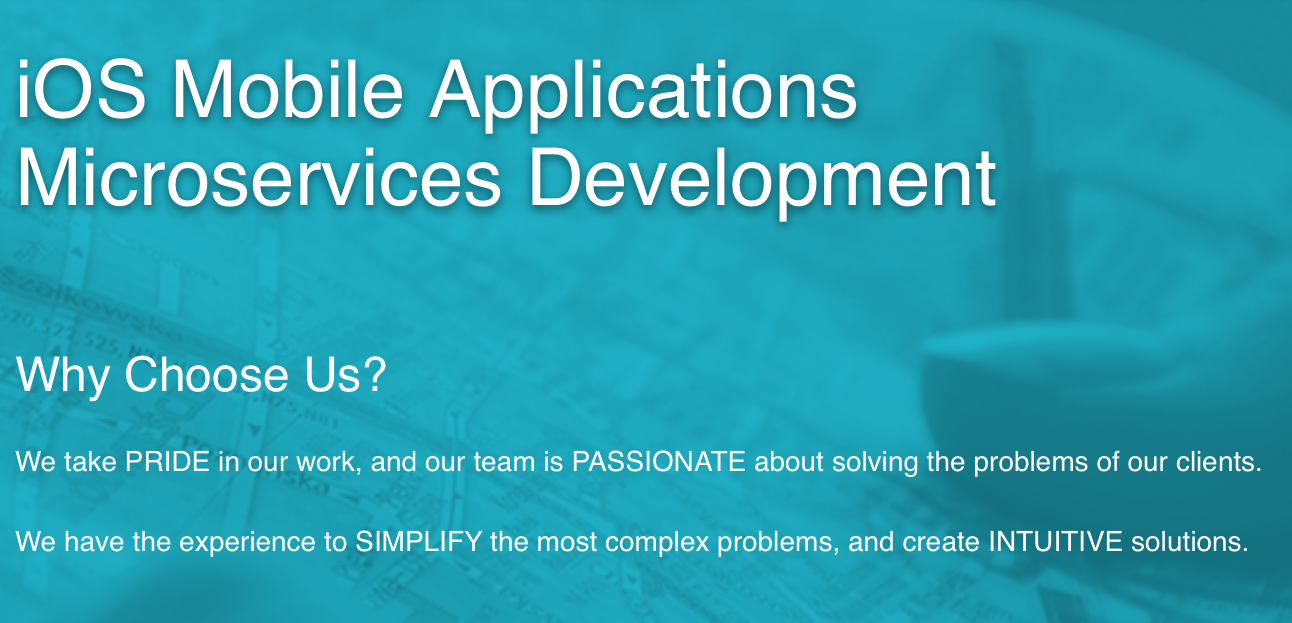 iOS Mobile Applications
Microservices Development
Why Choose Us?
We take PRIDE in our work, and our team is PASSIONATE about solving the problems of our clients.
We have the experience to SIMPLIFY the most complex problems, and create INTUITIVE solutions.